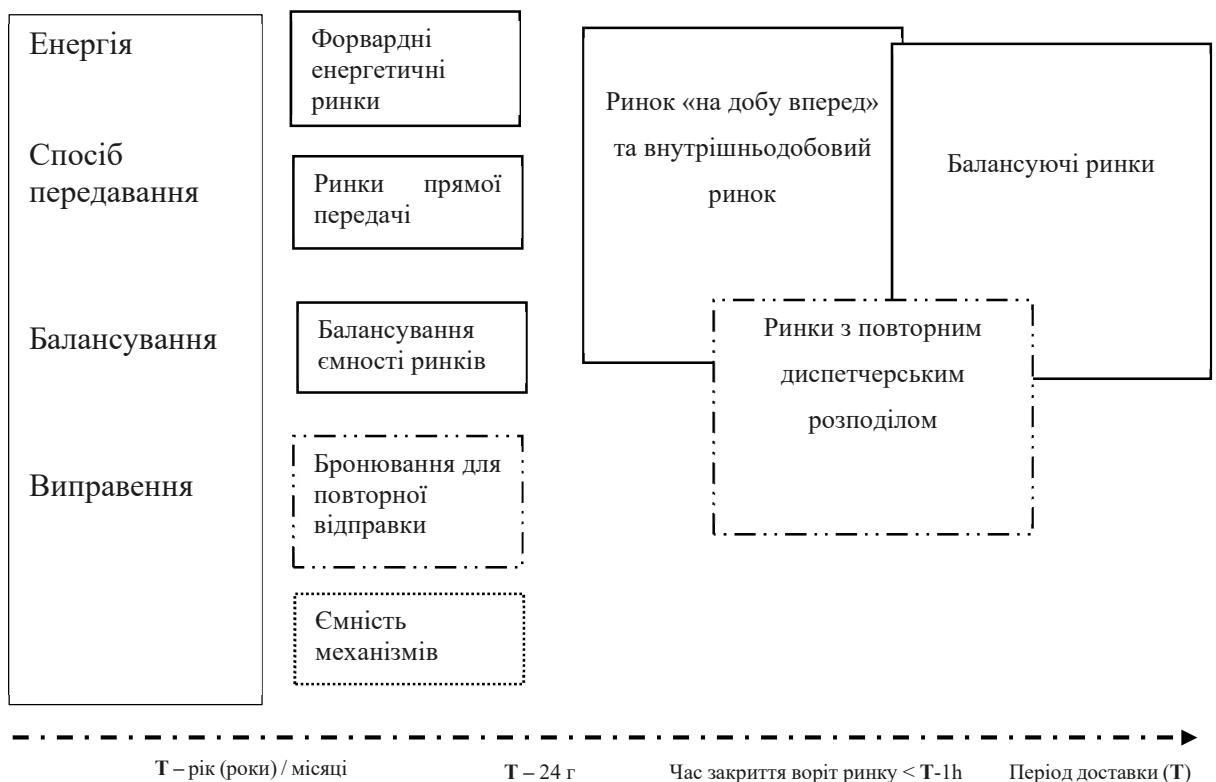 Енергія
Спосіб
передавання
Балансування
Виправення
Форвардні
енергетичні
ринки
Ринки прямої
передачі
Балансування
ємності ринків
Бронювання для
повторної
відправки
Ємність
механізмів
Ринок «на добу вперед»
та внутрішньодобовий
ринок
Балансуючі ринки
Ринки з повторним
диспетчерським
розподілом
Т – рік (роки) / місяці
Т – 24 г
Час закриття воріт ринку < Т-1h
Період доставки (Т)